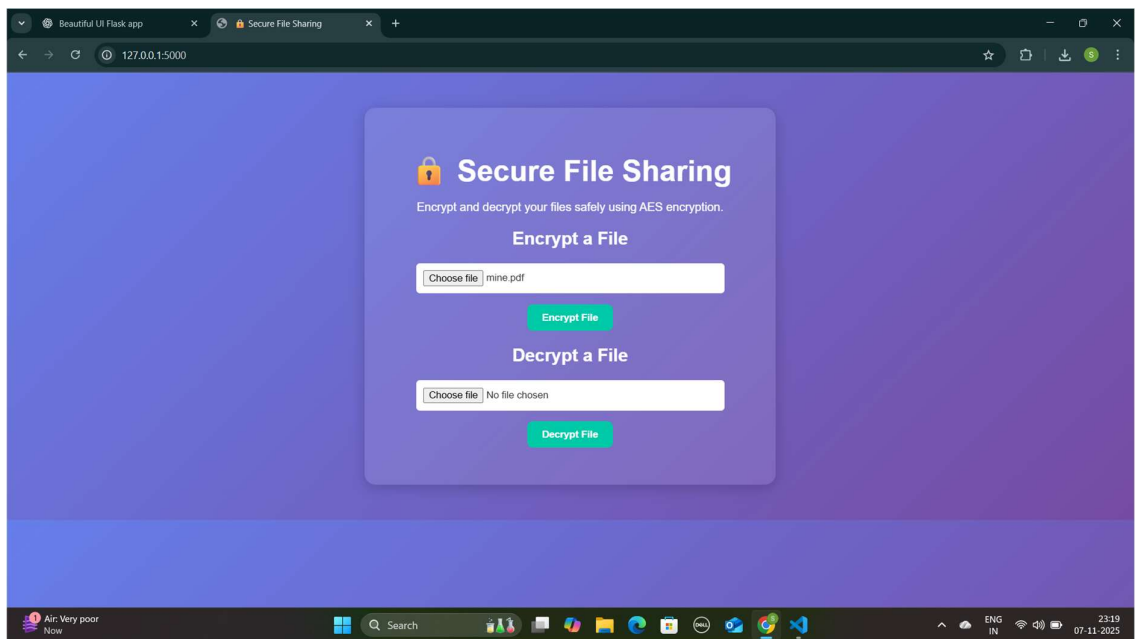 Beautiful UI Flask app
Secure File Sharing
127.0.0.1:5000
S
Secure File Sharing
Encrypt and decrypt your files safely using AES encryption.
Encrypt a File
Choose file mine.pdf
Encrypt File
Decrypt a File
Choose file No file chosen
Decrypt File
1
Air: Very poor
Now
Search
DELL
ENG
IN
23:19
07-11-2025